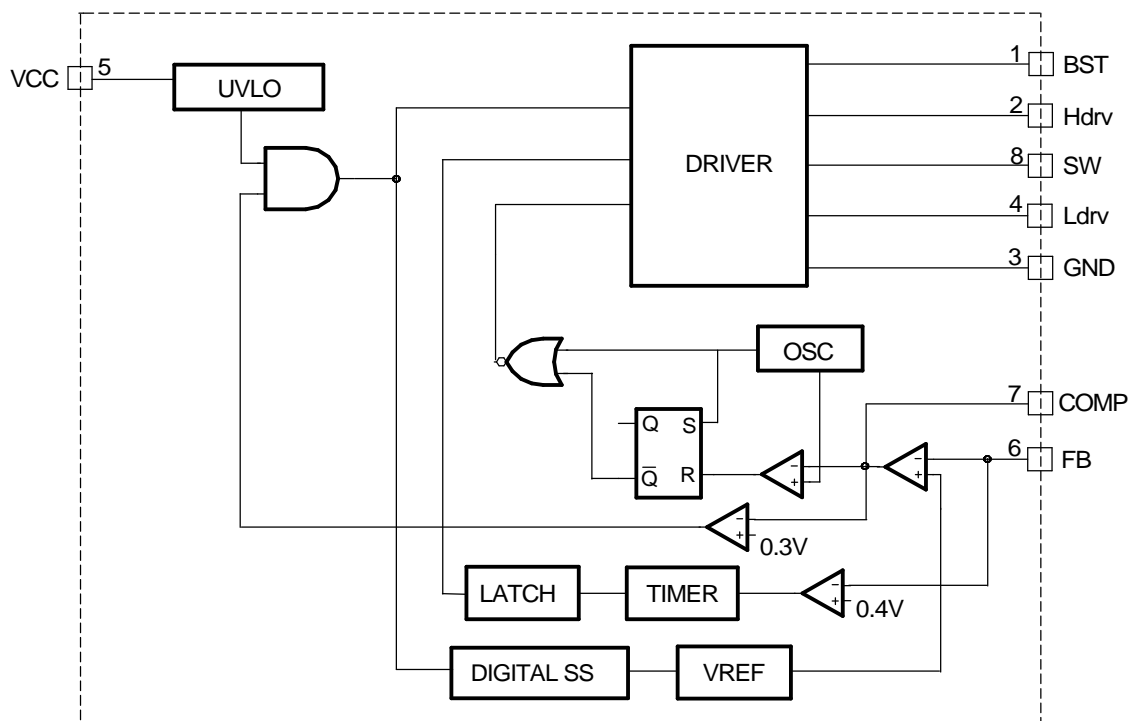 VCC
5
UVLO
DRIVER
1
BST
2
Hdrv
8
SW
4
Ldrv
3
GND
OSC
7
COMP
6
FB
Q
S
Q̅
R
−
+
−
+
−
+
0.3V
LATCH
TIMER
−
+
0.4V
DIGITAL SS
VREF